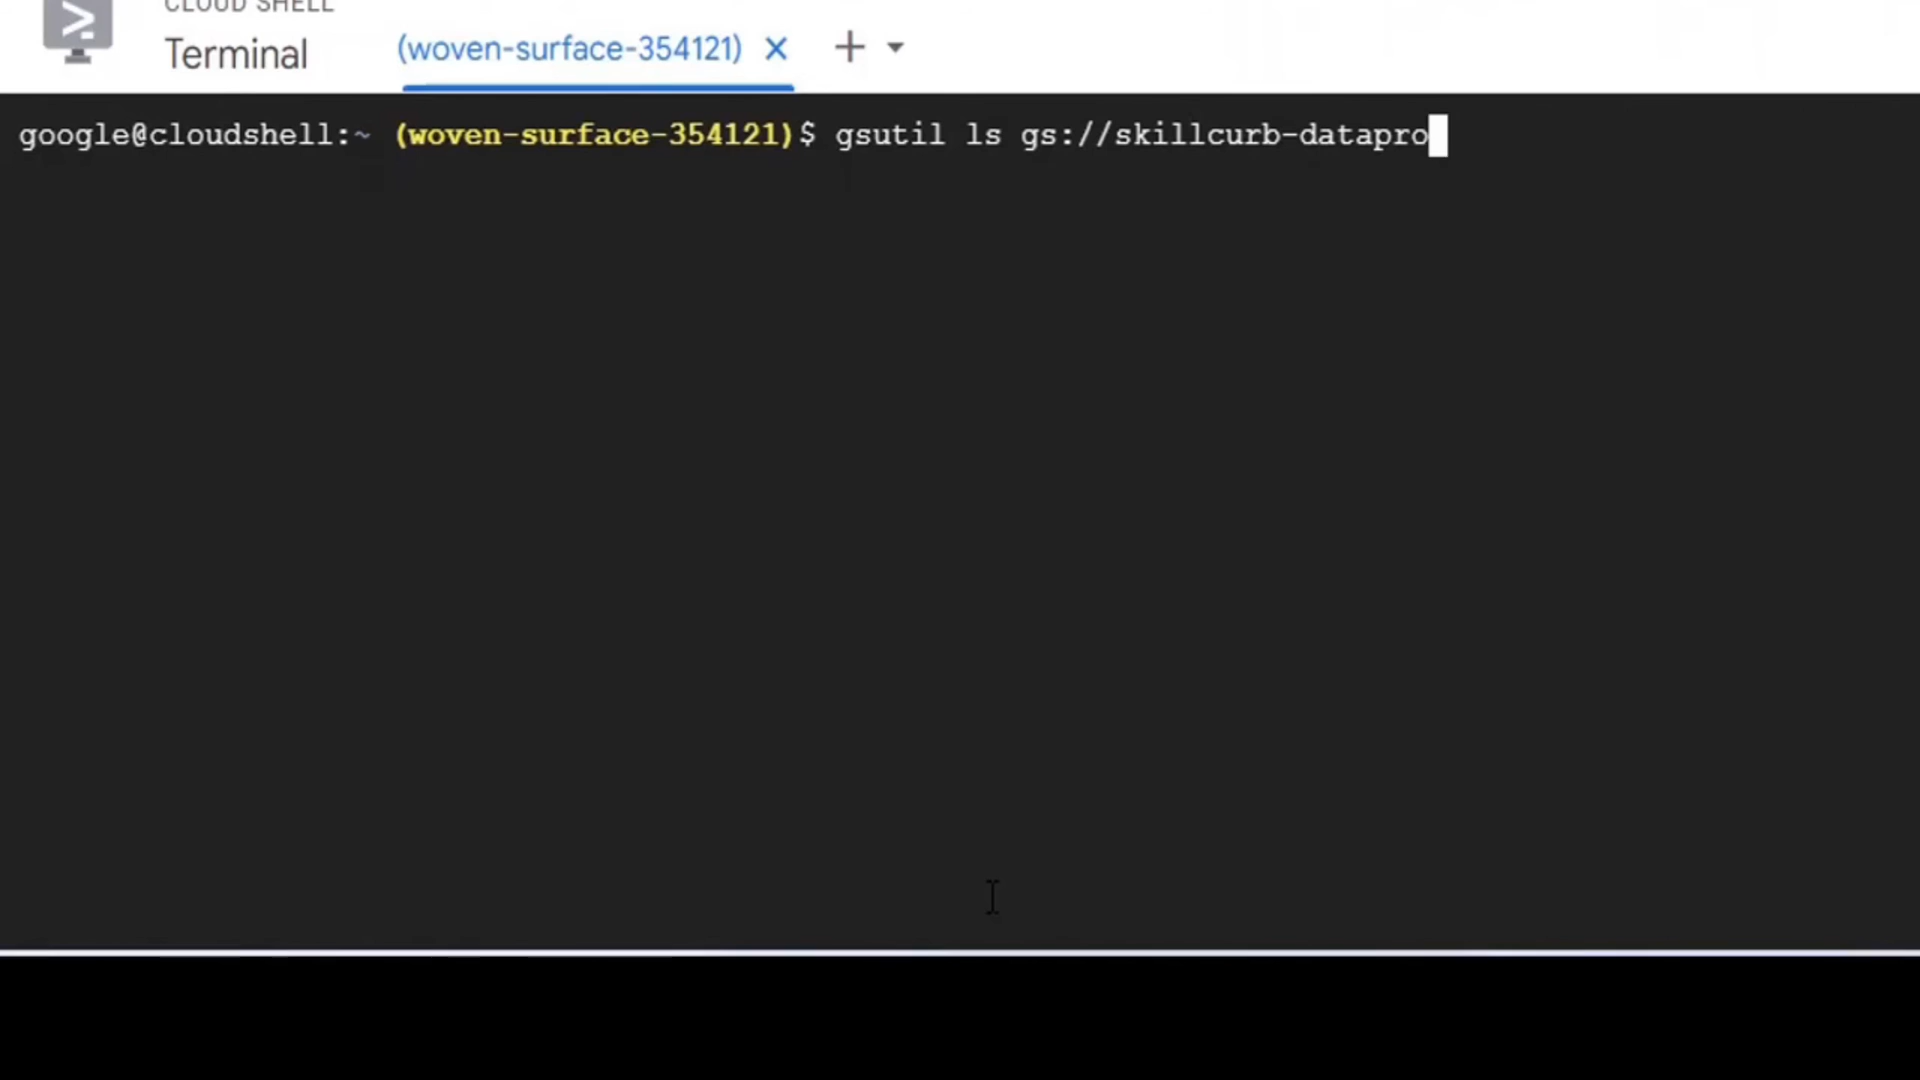 CLOUD SHELL
Terminal
(woven-surface-354121)
google@cloudshell:~ (woven-surface-354121)$ gsutil ls gs://skillcurb-datapro